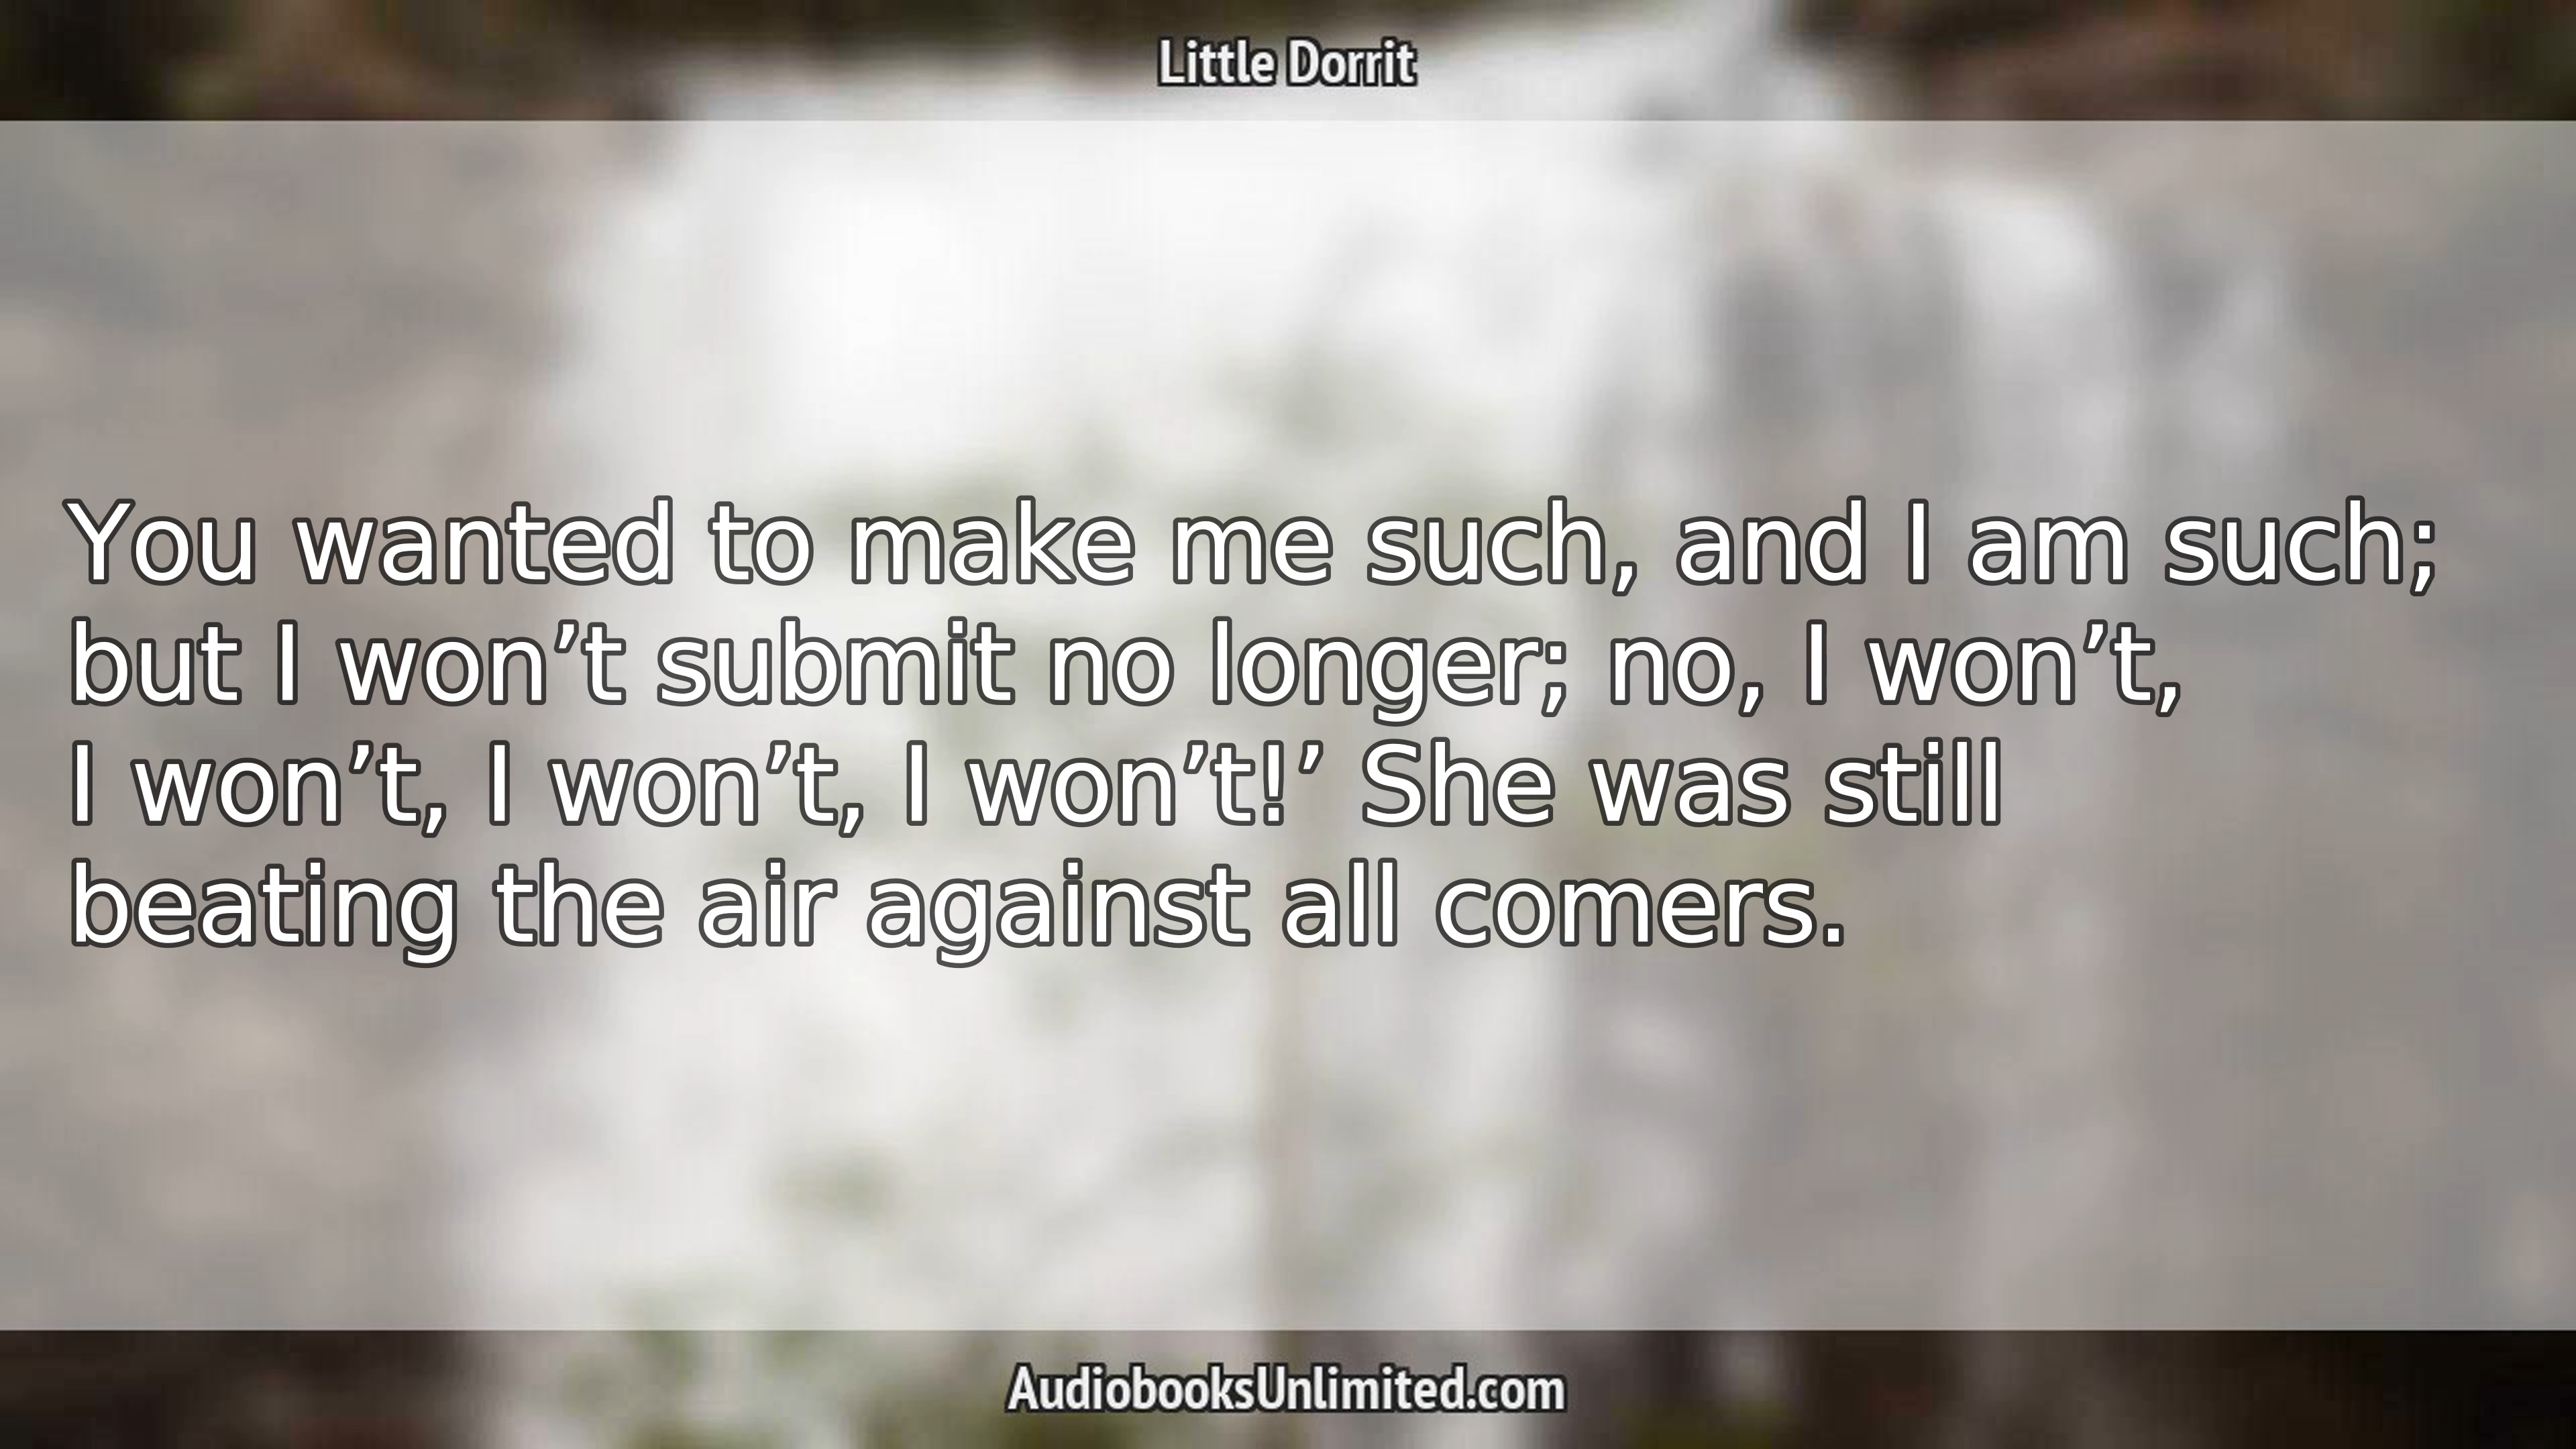 Little Dorrit
You wanted to make me such, and I am such;
but I won’t submit no longer; no, I won’t,
I won’t, I won’t, I won’t!’ She was still
beating the air against all comers.
AudiobooksUnlimited.com